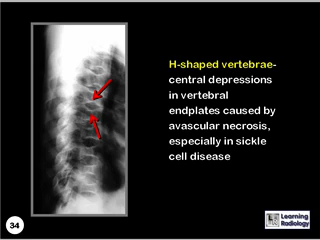 H-shaped vertebrae-
central depressions
in vertebral
endplates caused by
avascular necrosis,
especially in sickle
cell disease
34
Learning
Radiology